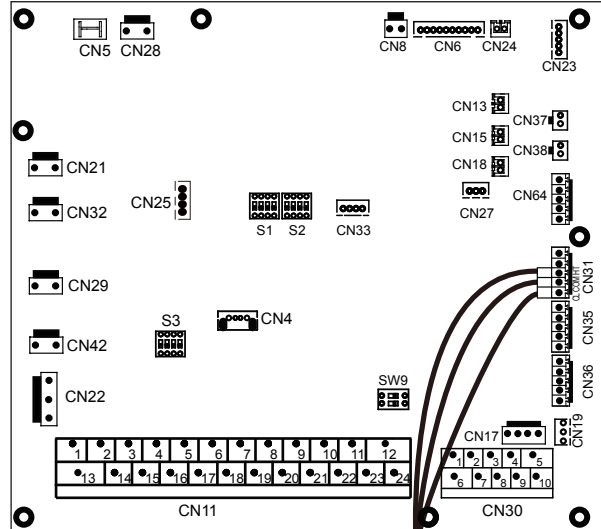 CN5
CN28
CN8
CN6
CN24
CN23
CN13
CN37
CN15
CN38
CN18
CN21
CN25
CN64
CN32
CN27
S1
S2
CN33
CN31
CL COM HT
CN29
CN35
S3
CN4
CN42
CN36
SW9
CN22
CN17
CN19
1 2 3 4 5 6 7 8 9 10 11 12
13 14 15 16 17 18 19 20 21 22 23 24
1 2 3 4 5
6 7 8 9 10
CN11
CN30